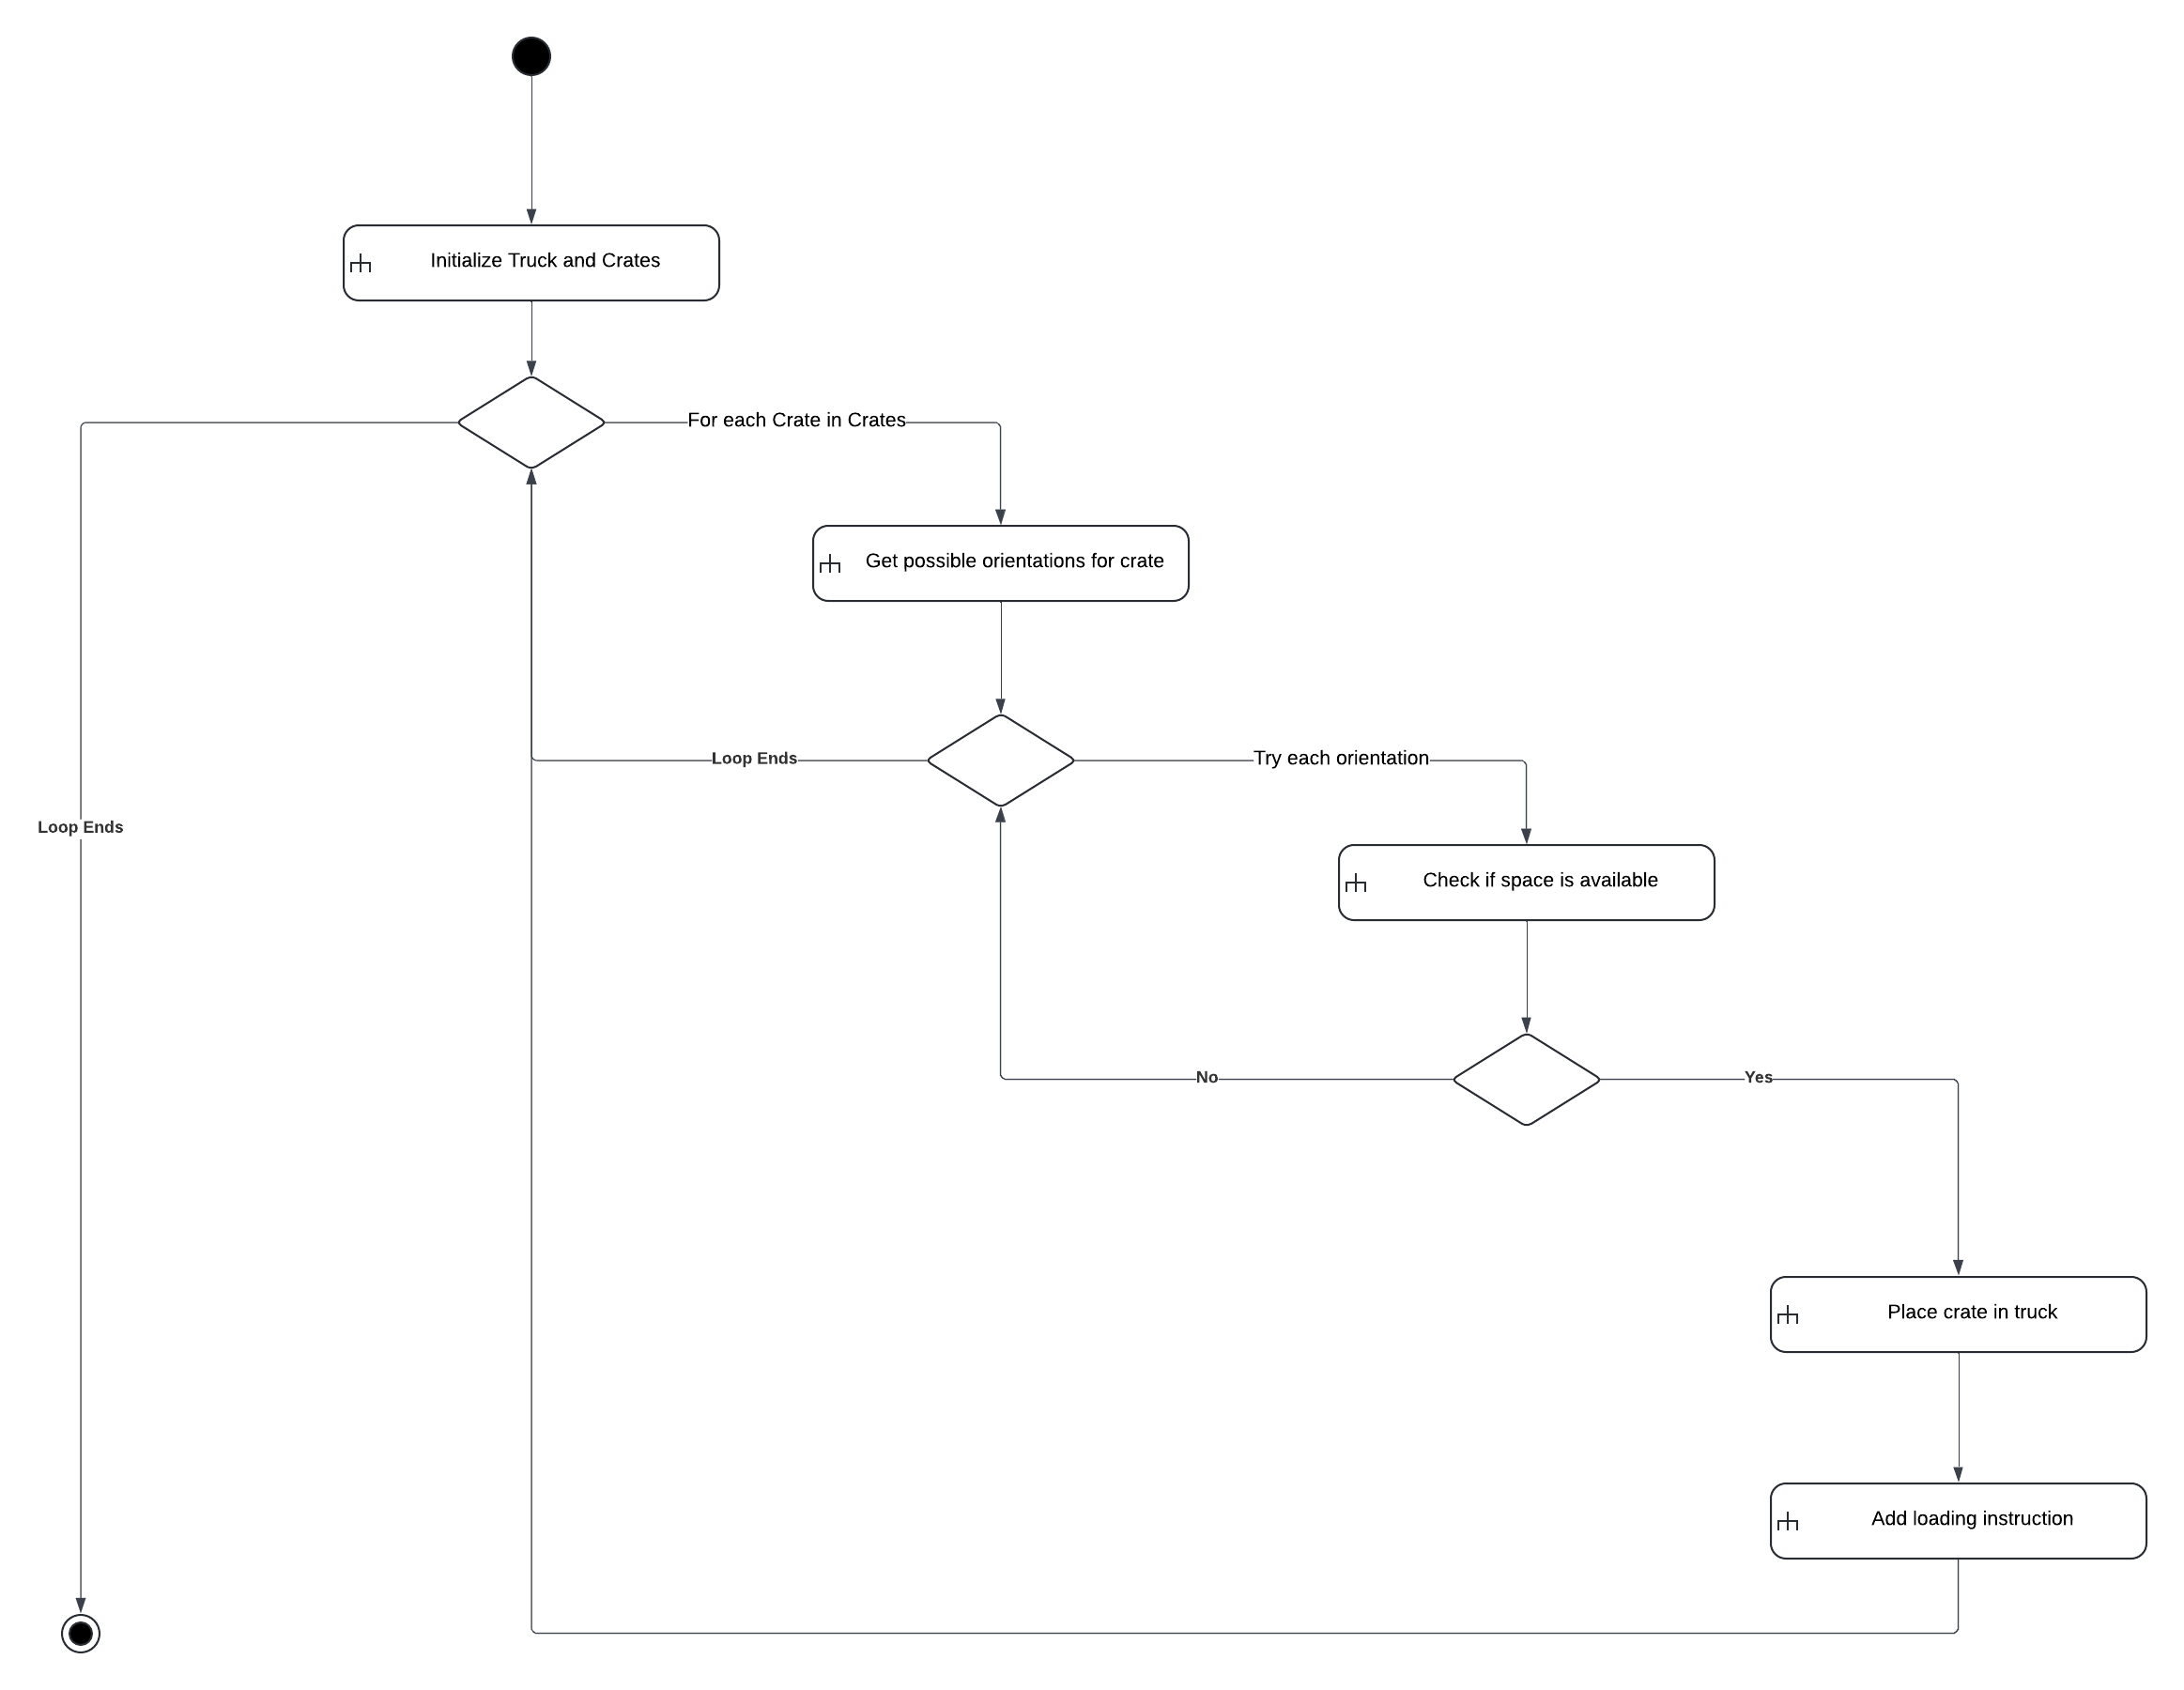 Initialize Truck and Crates
For each Crate in Crates
Get possible orientations for crate
Loop Ends
Try each orientation
Loop Ends
Check if space is available
No
Yes
Place crate in truck
Add loading instruction